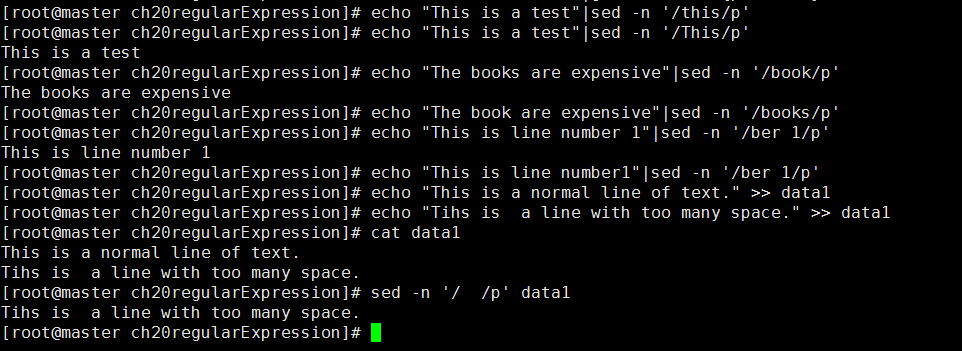 [root@master ch20regularExpression]# echo "This is a test"|sed -n '/this/p'
[root@master ch20regularExpression]# echo "This is a test"|sed -n '/This/p'
This is a test
[root@master ch20regularExpression]# echo "The books are expensive"|sed -n '/book/p'
The books are expensive
[root@master ch20regularExpression]# echo "The book are expensive"|sed -n '/books/p'
[root@master ch20regularExpression]# echo "This is line number 1"|sed -n '/ber 1/p'
This is line number 1
[root@master ch20regularExpression]# echo "This is line number1"|sed -n '/ber 1/p'
[root@master ch20regularExpression]# echo "This is a normal line of text." >> data1
[root@master ch20regularExpression]# echo "Tihs is  a line with too many space." >> data1
[root@master ch20regularExpression]# cat data1
This is a normal line of text.
Tihs is  a line with too many space.
[root@master ch20regularExpression]# sed -n '/  /p' data1
Tihs is  a line with too many space.
[root@master ch20regularExpression]#